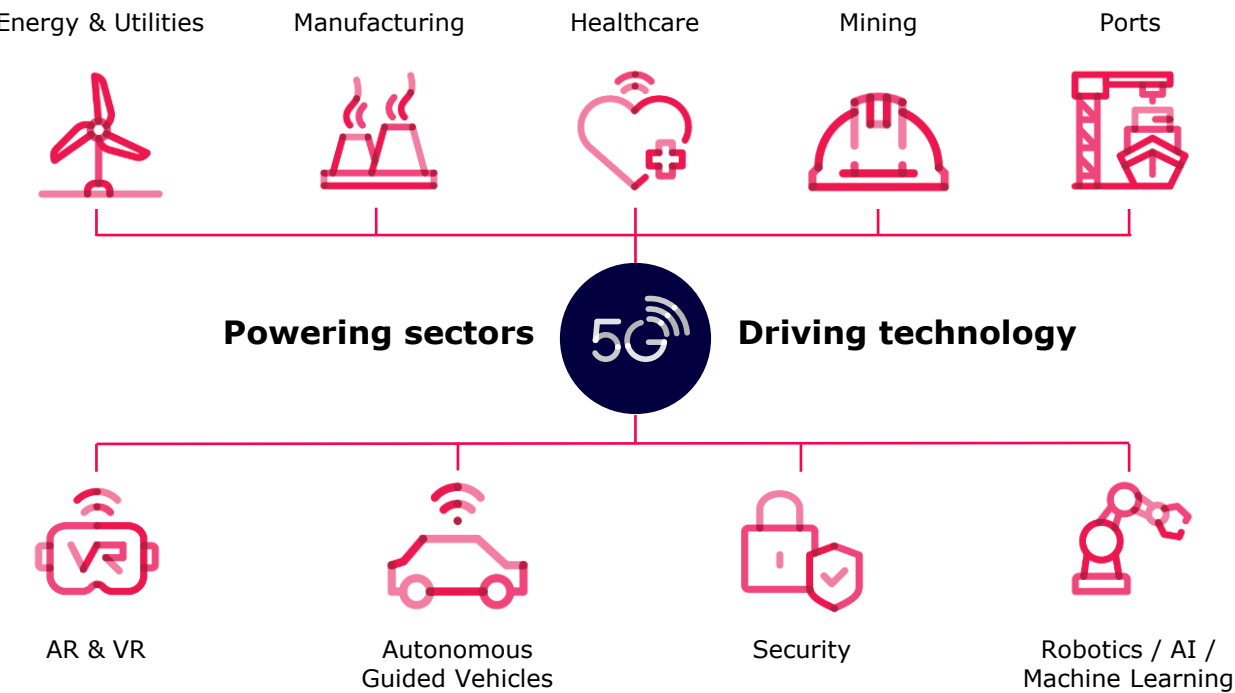 Energy & Utilities
Manufacturing
Healthcare
Mining
Ports
Powering sectors
5G
Driving technology
VR
AR & VR
Autonomous
Guided Vehicles
Security
Robotics / AI /
Machine Learning